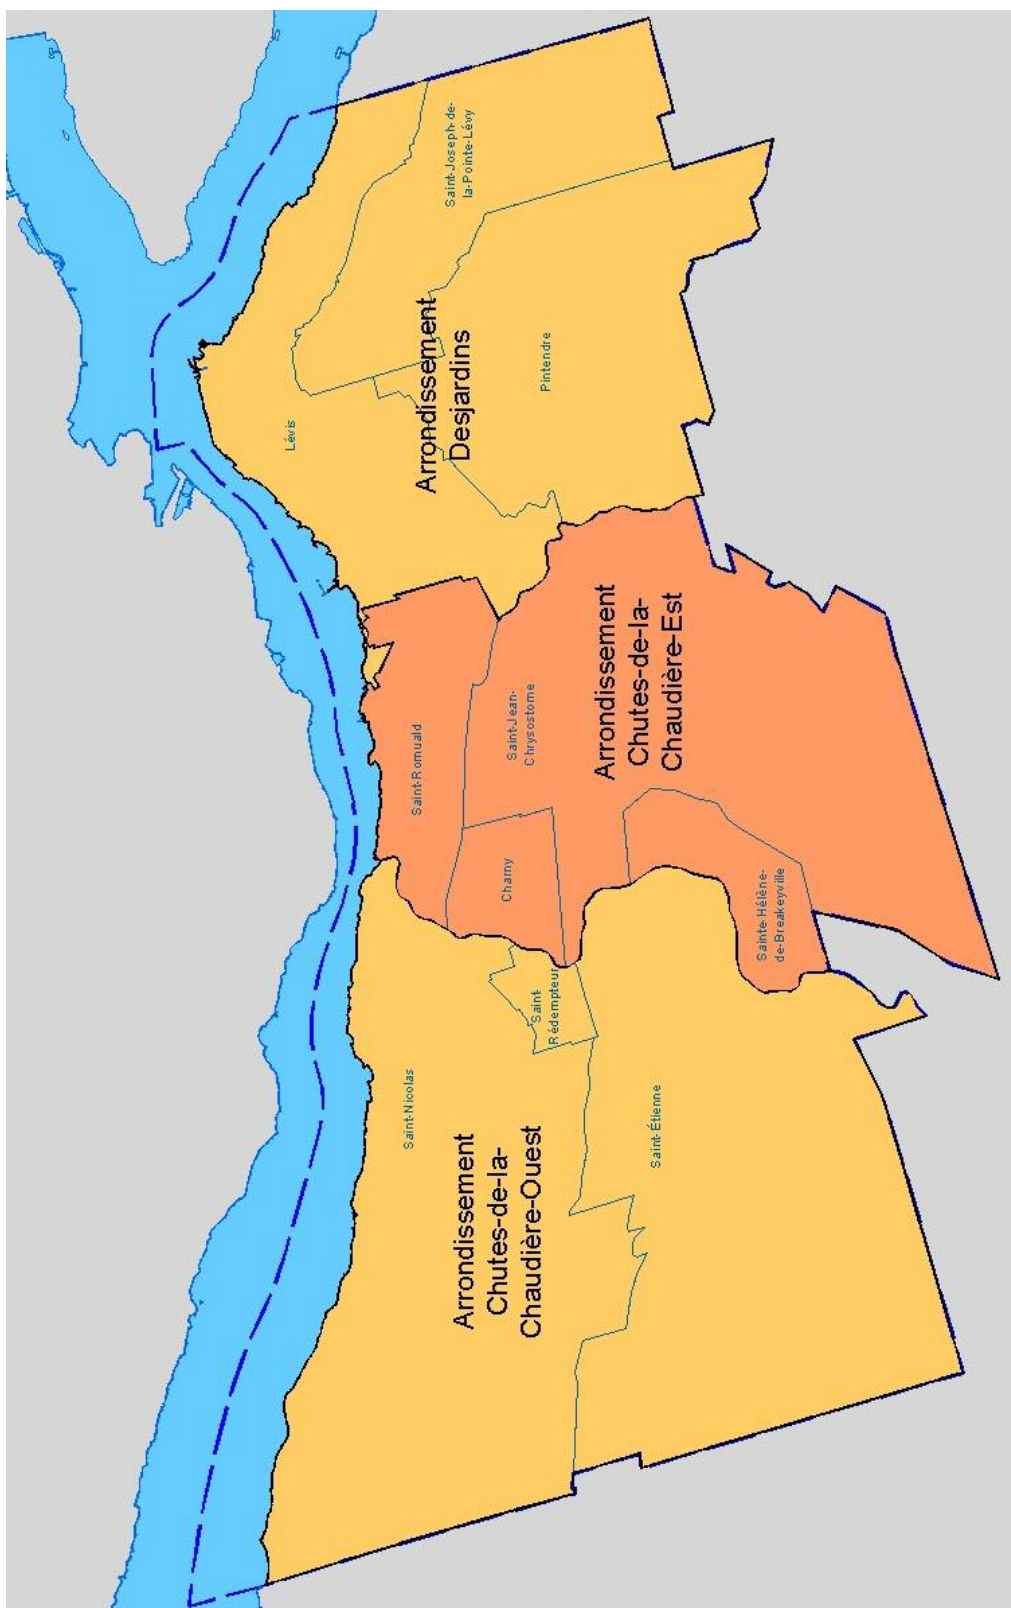 Saint-Joseph-de-
la-Pointe-Lévy
Lévis
Arrondissement
Desjardins
Pintendre
Saint-Romuald
Saint-Jean-
Chrysostome
Arrondissement
Chutes-de-la-
Chaudière-Est
Charny
Sainte-Hélène-
de-Breakeyville
Saint-
Rédempteur
Saint-Nicolas
Arrondissement
Chutes-de-la-
Chaudière-Ouest
Saint-Étienne